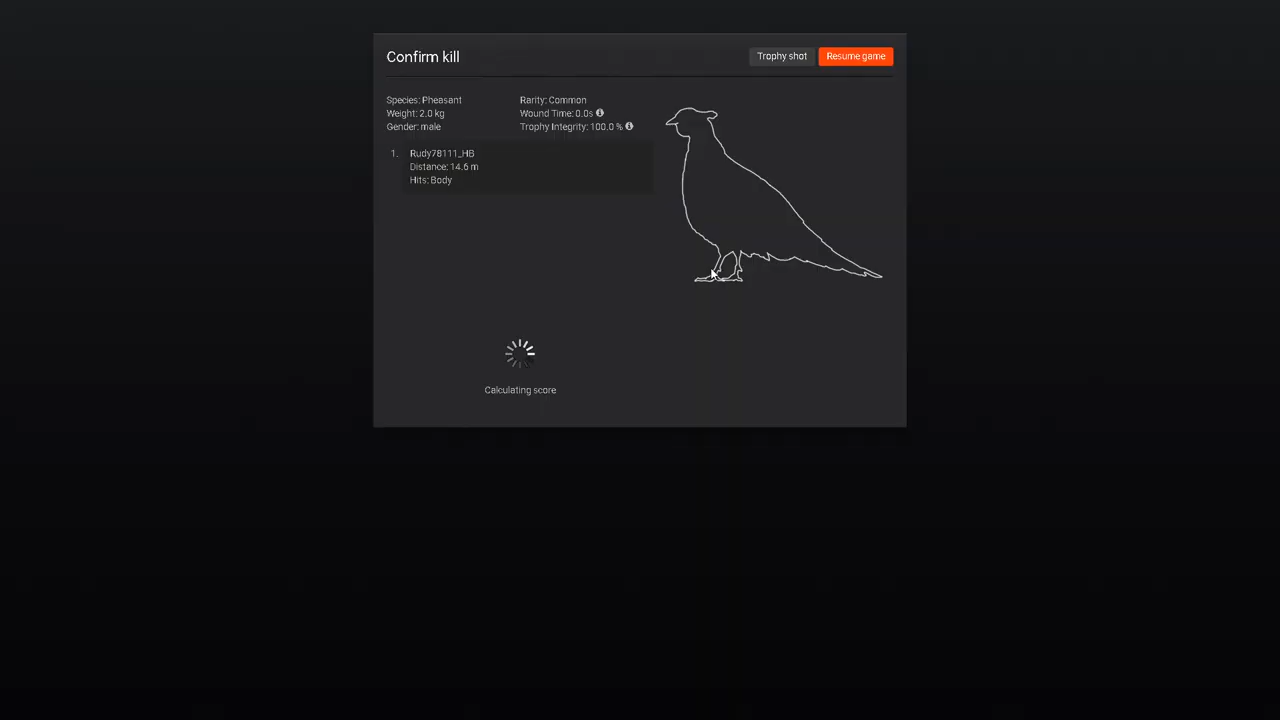 Confirm kill
Trophy shot
Resume game
Species: Pheasant
Weight: 2.0 kg
Gender: male
Rarity: Common
Wound Time: 0.0s
Trophy Integrity: 100.0 %
1. Rudy78111_HB
Distance: 14.6 m
Hits: Body
Calculating score